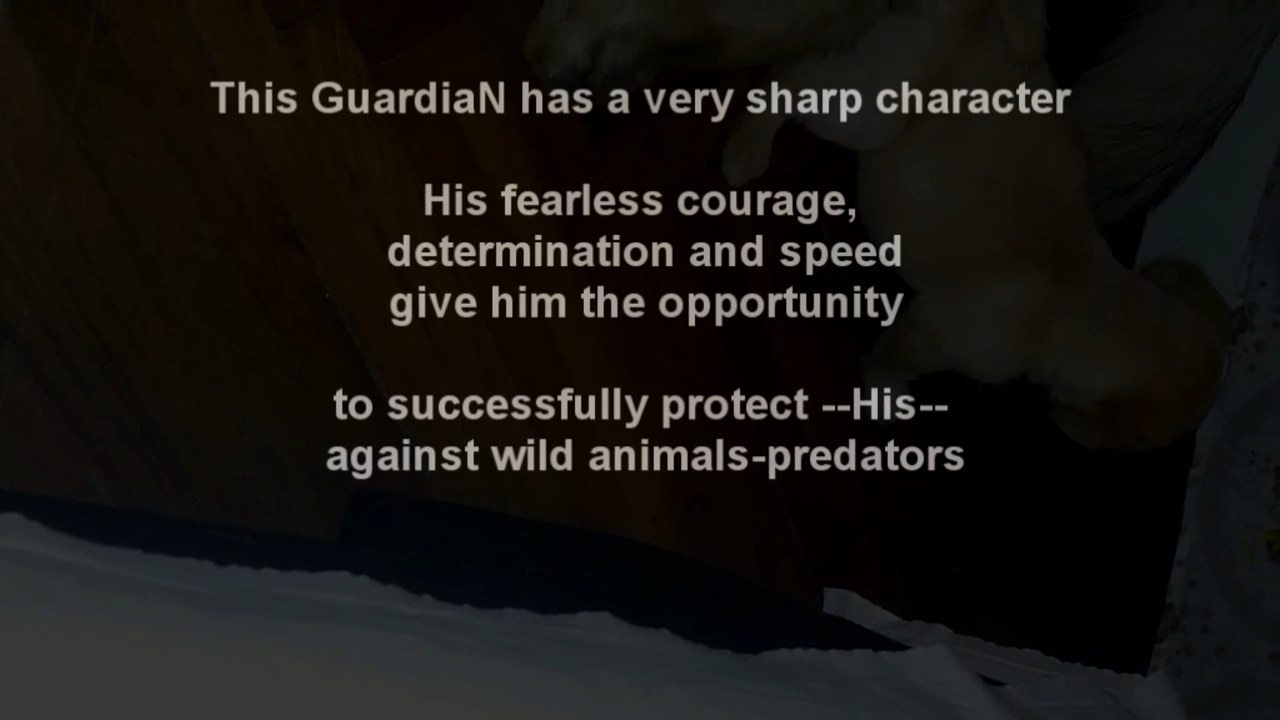 This GuardiaN has a very sharp character
His fearless courage,
determination and speed
give him the opportunity
to successfully protect --His--
against wild animals-predators